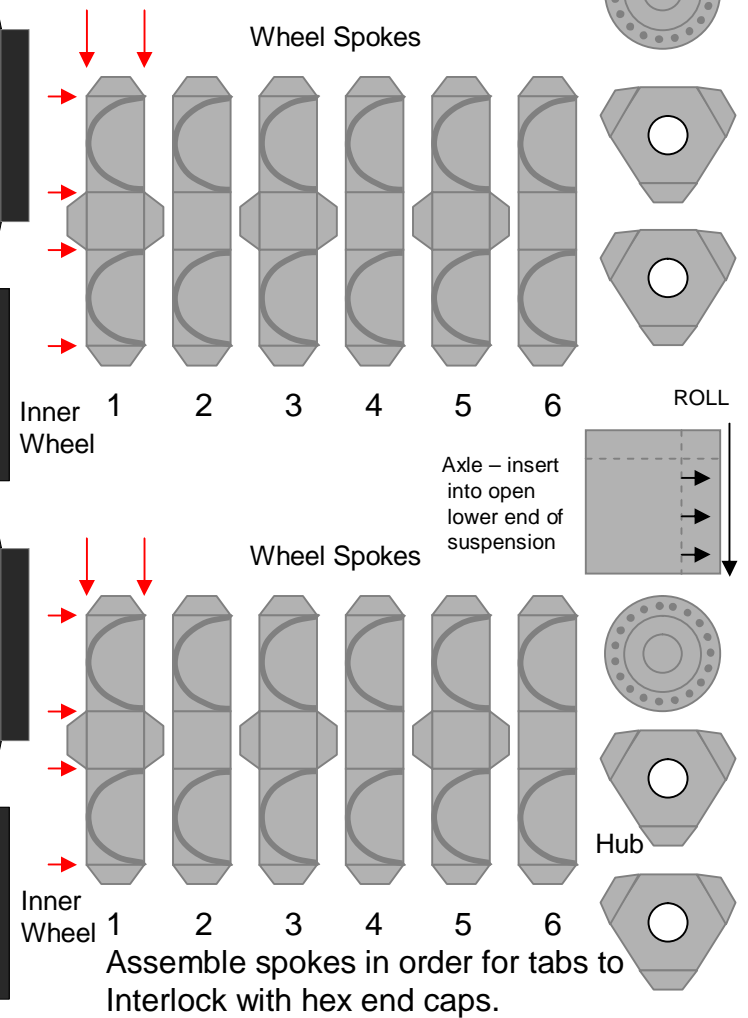 Wheel Spokes
Inner
Wheel
1 2 3 4 5 6
ROLL
Axle – insert
into open
lower end of
suspension
Wheel Spokes
Hub
Inner
Wheel
1 2 3 4 5 6
Assemble spokes in order for tabs to
Interlock with hex end caps.